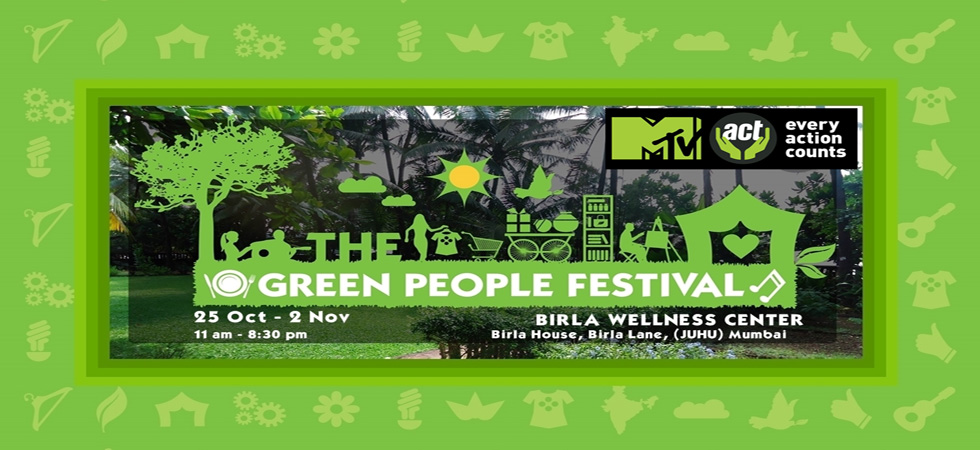 MTV act every
action
counts
THE
GREEN PEOPLE FESTIVAL
25 Oct - 2 Nov
11 am - 8:30 pm
BIRLA WELLNESS CENTER
Birla House, Birla Lane, (JUHU) Mumbai